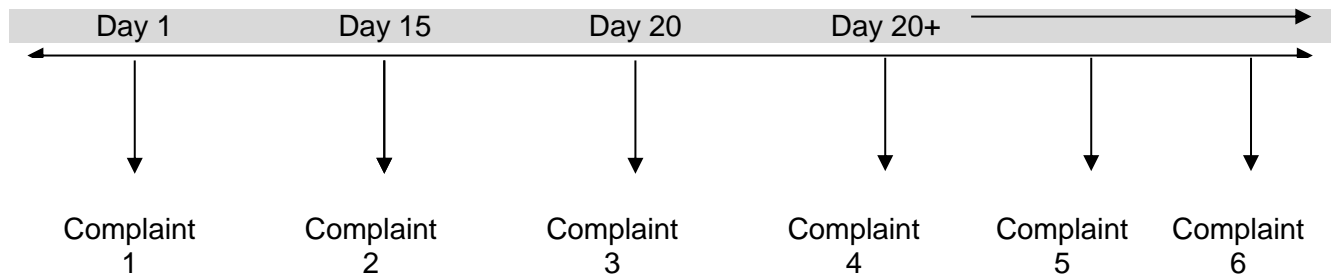 Day 1 Day 15 Day 20 Day 20+
Complaint Complaint Complaint Complaint Complaint Complaint
1 2 3 4 5 6